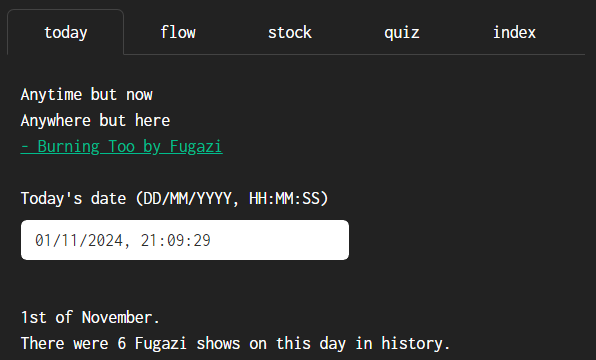 today flow stock quiz index
Anytime but now
Anywhere but here
- Burning Too by Fugazi
Today's date (DD/MM/YYYY, HH:MM:SS)
01/11/2024, 21:09:29
1st of November.
There were 6 Fugazi shows on this day in history.